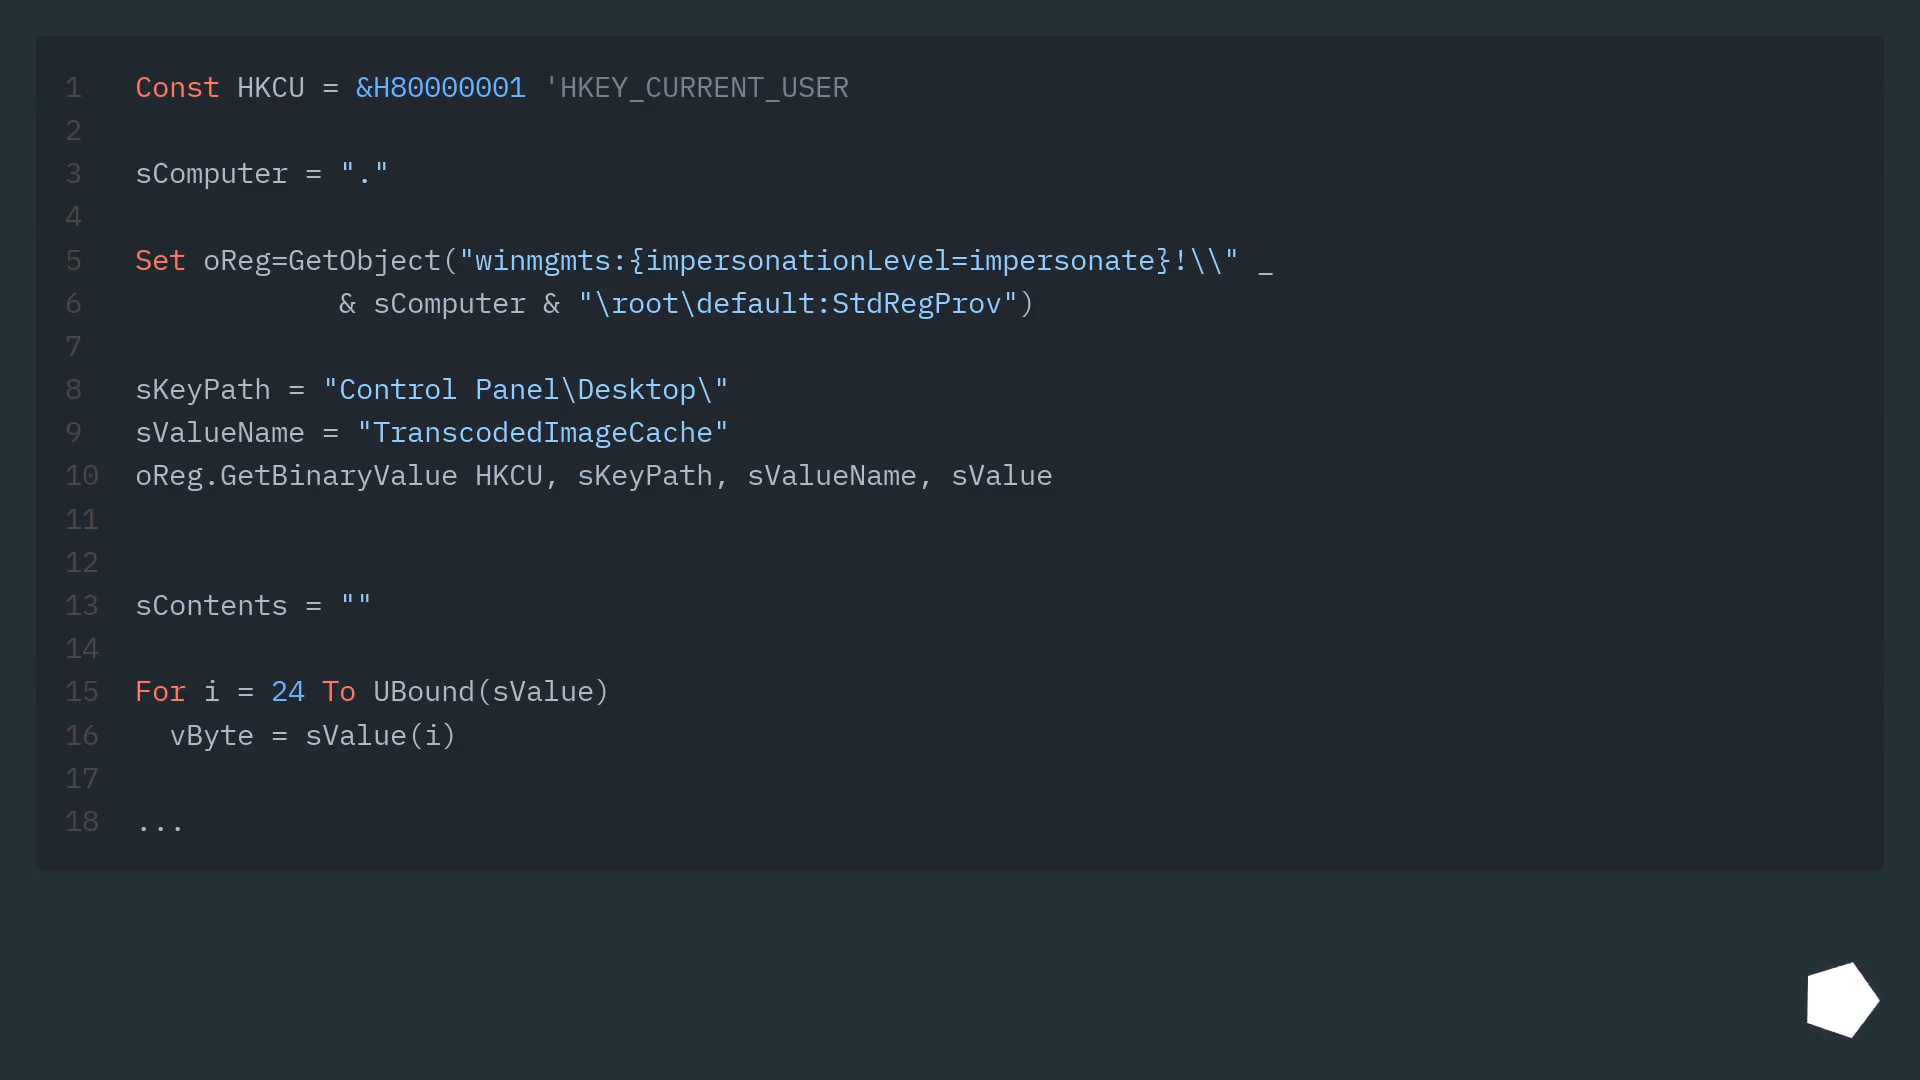 1 Const HKCU = &H80000001 'HKEY_CURRENT_USER
2
3 sComputer = "."
4
5 Set oReg=GetObject("winmgmts:{impersonationLevel=impersonate}!\\" _
6             & sComputer & "\root\default:StdRegProv")
7
8 sKeyPath = "Control Panel\Desktop\"
9 sValueName = "TranscodedImageCache"
10 oReg.GetBinaryValue HKCU, sKeyPath, sValueName, sValue
11
12
13 sContents = ""
14
15 For i = 24 To UBound(sValue)
16   vByte = sValue(i)
17
18 ...